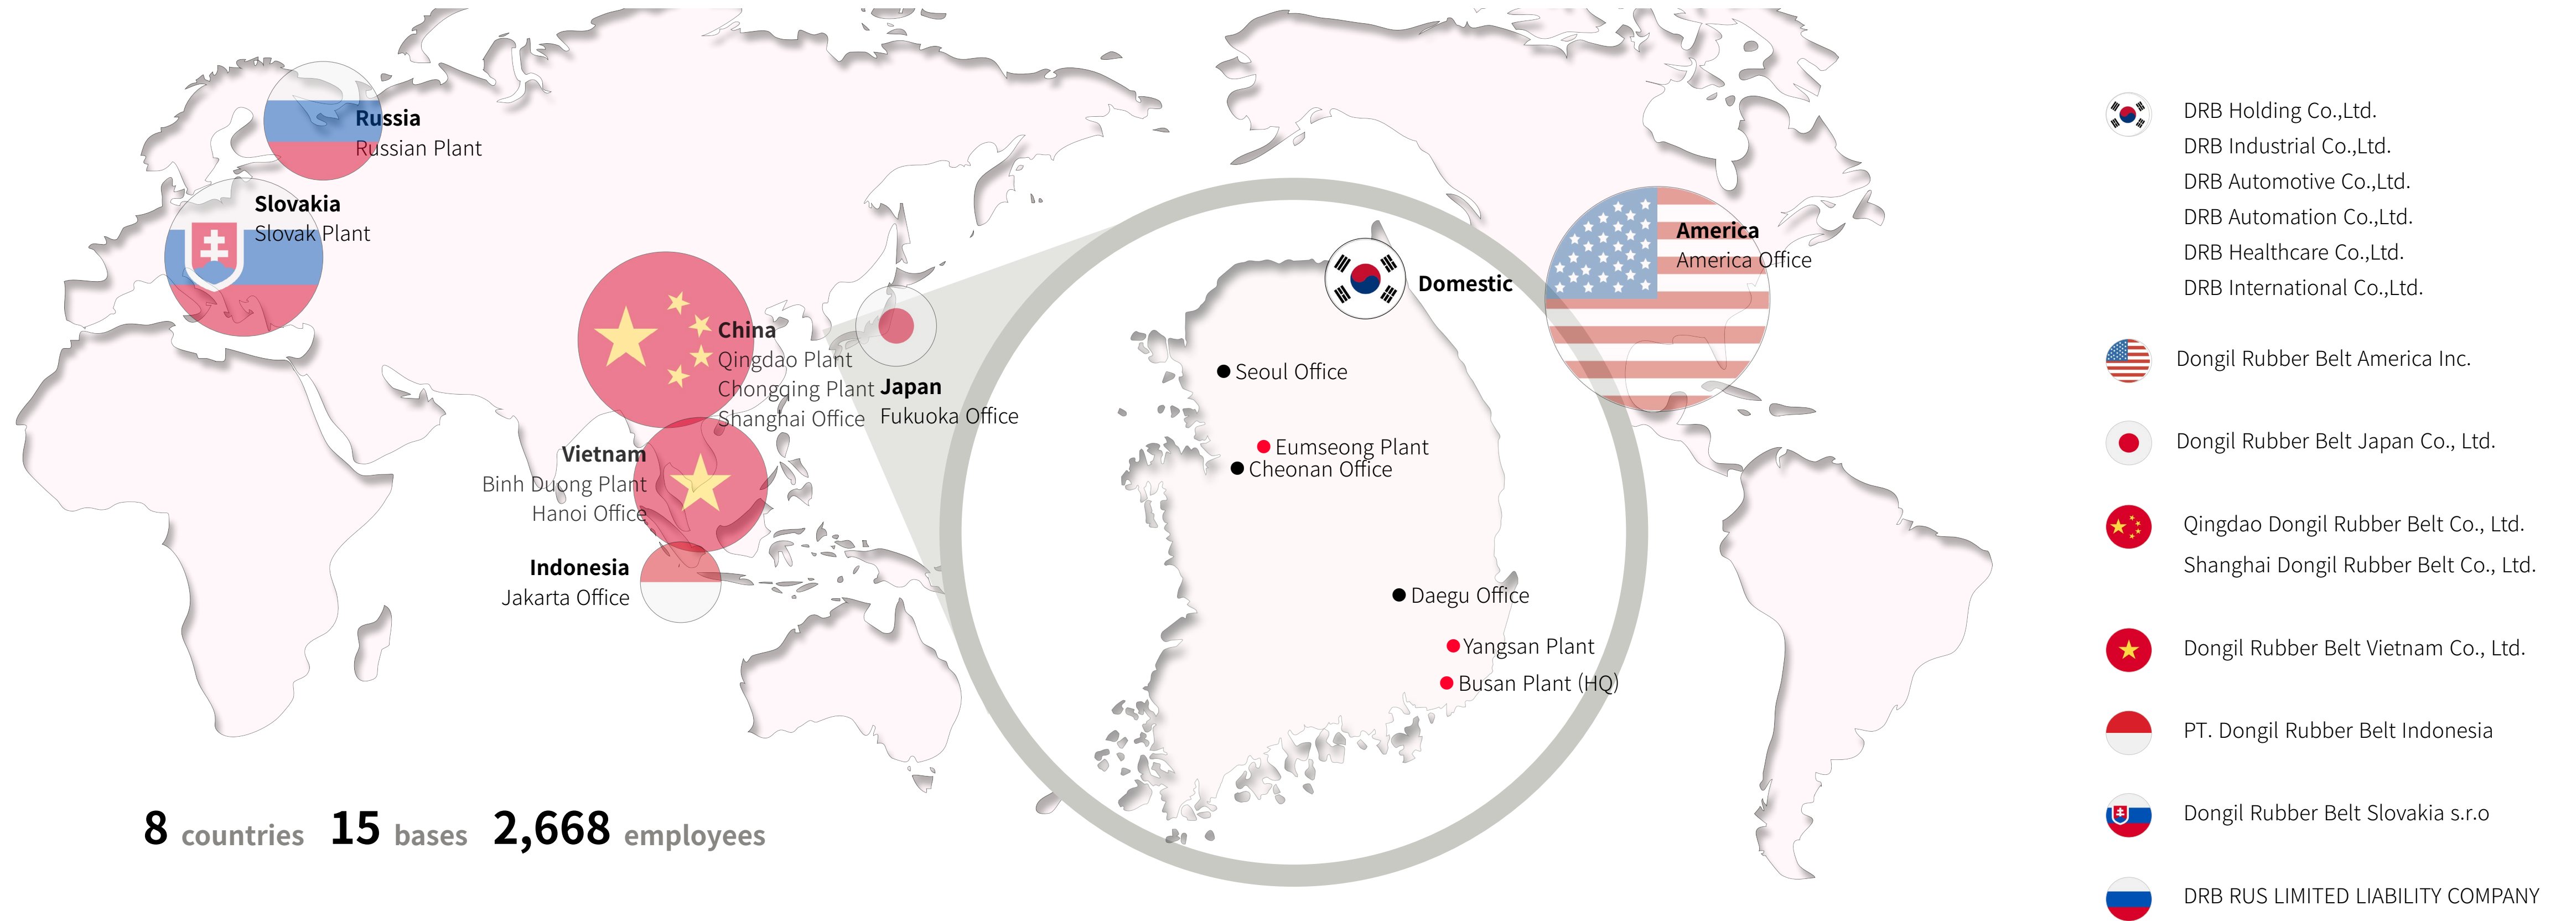 Russia
Russian Plant
Slovakia
Slovak Plant
China
Qingdao Plant
Chongqing Plant
Shanghai Office
Japan
Fukuoka Office
Vietnam
Binh Duong Plant
Hanoi Office
Indonesia
Jakarta Office
America
America Office
Domestic
Seoul Office
Eumseong Plant
Cheonan Office
Daegu Office
Yangsan Plant
Busan Plant (HQ)
8 countries 15 bases 2,668 employees
DRB Holding Co.,Ltd.
DRB Industrial Co.,Ltd.
DRB Automotive Co.,Ltd.
DRB Automation Co.,Ltd.
DRB Healthcare Co.,Ltd.
DRB International Co.,Ltd.
Dongil Rubber Belt America Inc.
Dongil Rubber Belt Japan Co., Ltd.
Qingdao Dongil Rubber Belt Co., Ltd.
Shanghai Dongil Rubber Belt Co., Ltd.
Dongil Rubber Belt Vietnam Co., Ltd.
PT. Dongil Rubber Belt Indonesia
Dongil Rubber Belt Slovakia s.r.o
DRB RUS LIMITED LIABILITY COMPANY